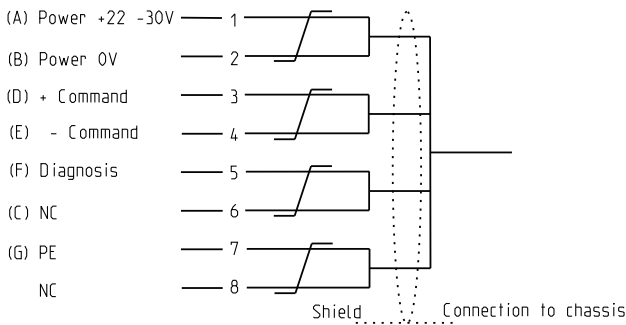 (A) Power +22 -30V 1
(B) Power 0V 2
(D) + Command 3
(E) - Command 4
(F) Diagnosis 5
(C) NC 6
(G) PE 7
NC 8
Shield Connection to chassis